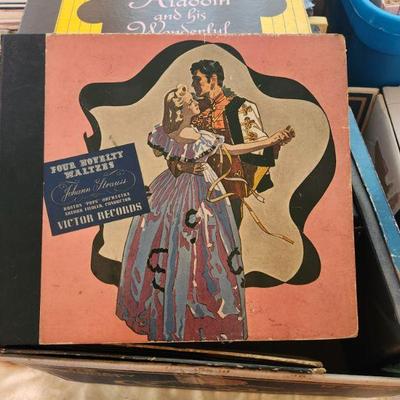 Aladdin
and his
Wonderful
FOUR NOVELTY
WALTZES
Johann Strauss
BOSTON "POPS" ORCHESTRA
ARTHUR FIEDLER, CONDUCTOR
VICTOR RECORDS